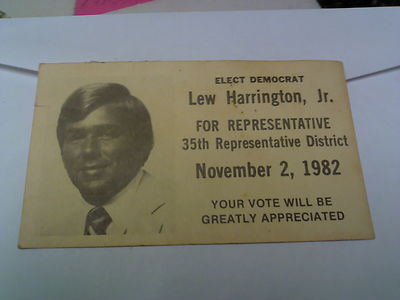 ELECT DEMOCRAT
Lew Harrington, Jr.
FOR REPRESENTATIVE
35th Representative District
November 2, 1982
YOUR VOTE WILL BE
GREATLY APPRECIATED